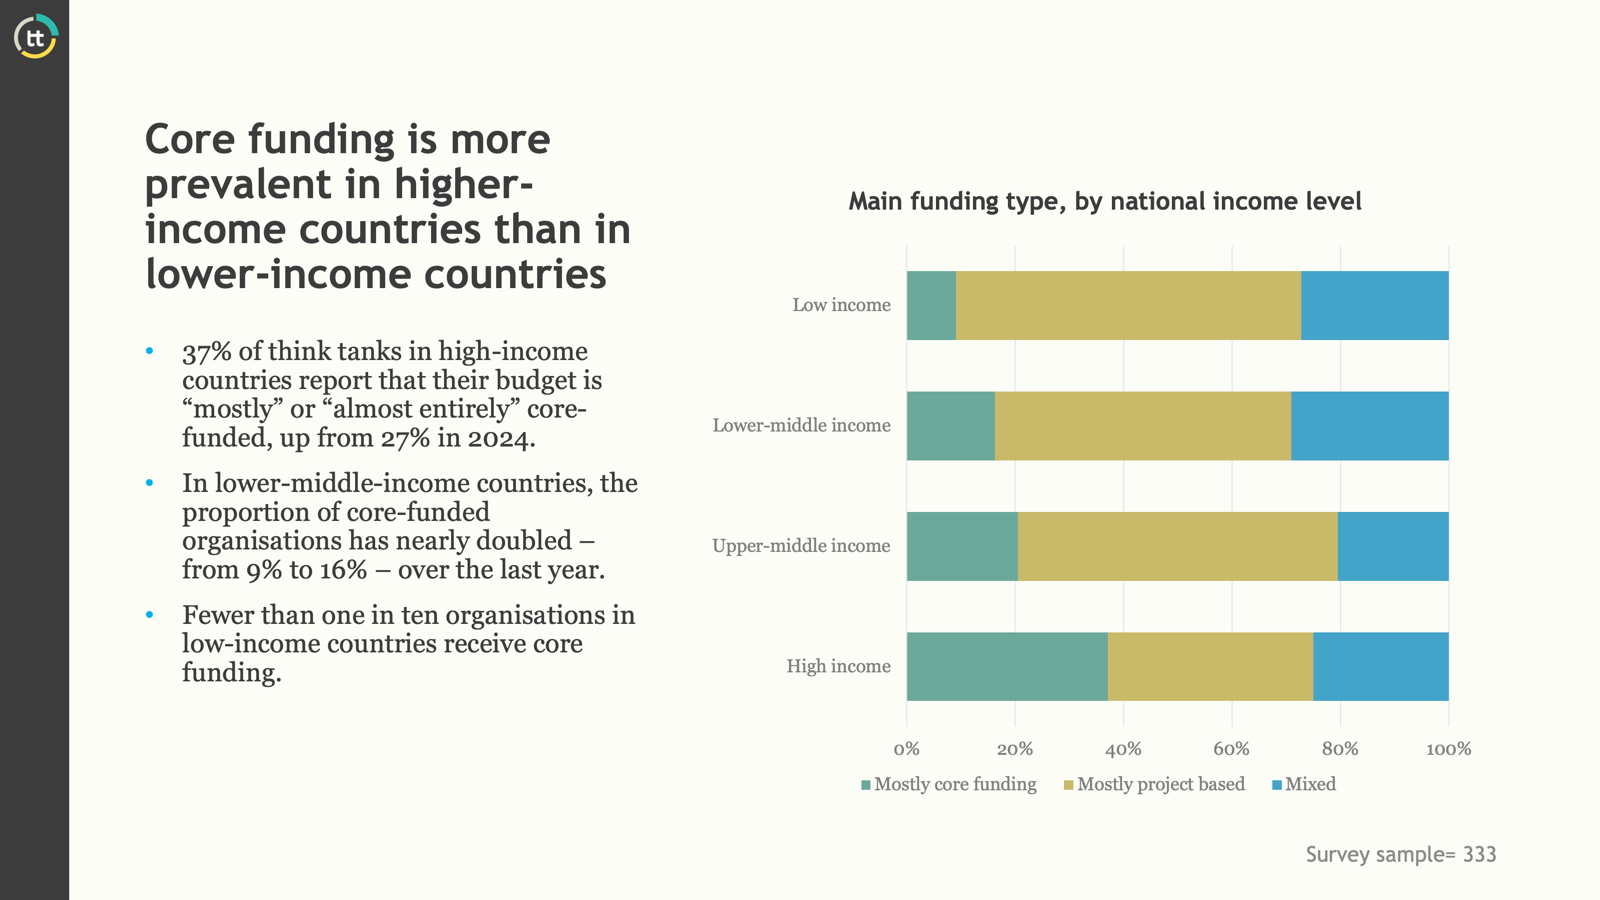 tt
Core funding is more
prevalent in higher-
income countries than in
lower-income countries
• 37% of think tanks in high-income
countries report that their budget is
“mostly” or “almost entirely” core-
funded, up from 27% in 2024.
• In lower-middle-income countries, the
proportion of core-funded
organisations has nearly doubled –
from 9% to 16% – over the last year.
• Fewer than one in ten organisations in
low-income countries receive core
funding.
Main funding type, by national income level
Low income
Lower-middle income
Upper-middle income
High income
0% 20% 40% 60% 80% 100%
Mostly core funding Mostly project based Mixed
Survey sample= 333